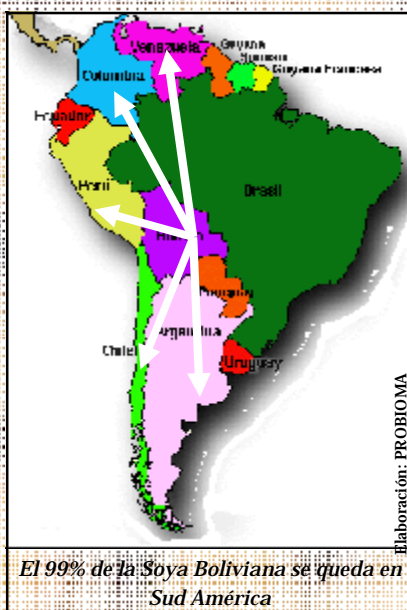 Venezuela
Guyana
Surinam
Guyana Francesa
Colombia
Ecuador
Perú
Brasil
Paraguay
Chile
Argentina
Uruguay
Elaboración: PROBIOMA
El 99% de la Soya Boliviana se queda en
Sud América